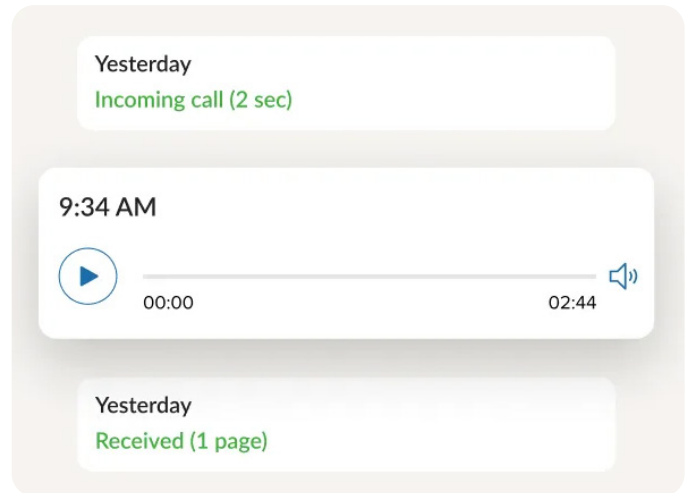 Yesterday
Incoming call (2 sec)
9:34 AM
00:00 02:44
Yesterday
Received (1 page)